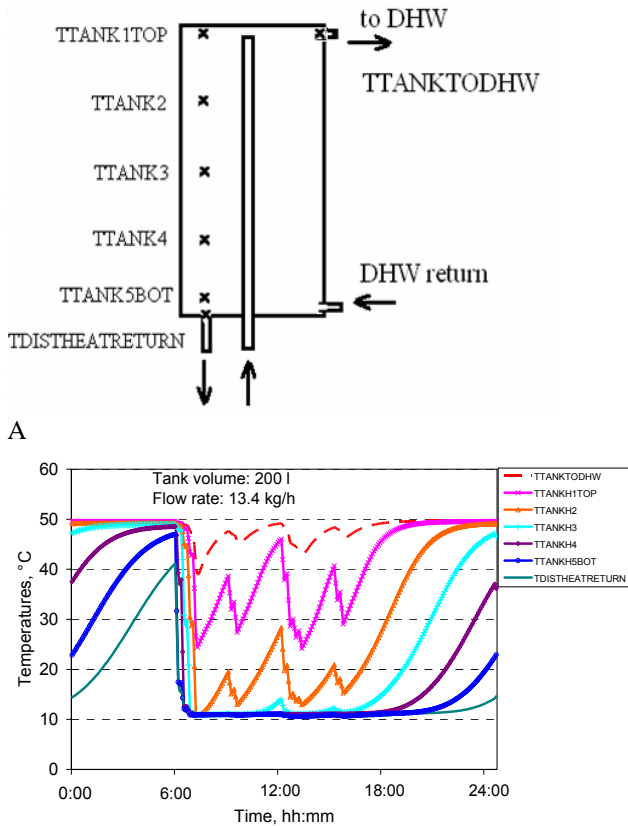 to DHW
TTANK1TOP
TTANKTODHW
TTANK2
TTANK3
TTANK4
DHW return
TTANK5BOT
TDISTHEATRETURN
A
Tank volume: 200 l
Flow rate: 13.4 kg/h
TTANKTODHW
TTANKH1TOP
TTANKH2
TTANKH3
TTANKH4
TTANKH5BOT
TDISTHEATRETURN
Temperatures, °C
60
50
40
30
20
10
0
0:00 6:00 12:00 18:00 24:00
Time, hh:mm